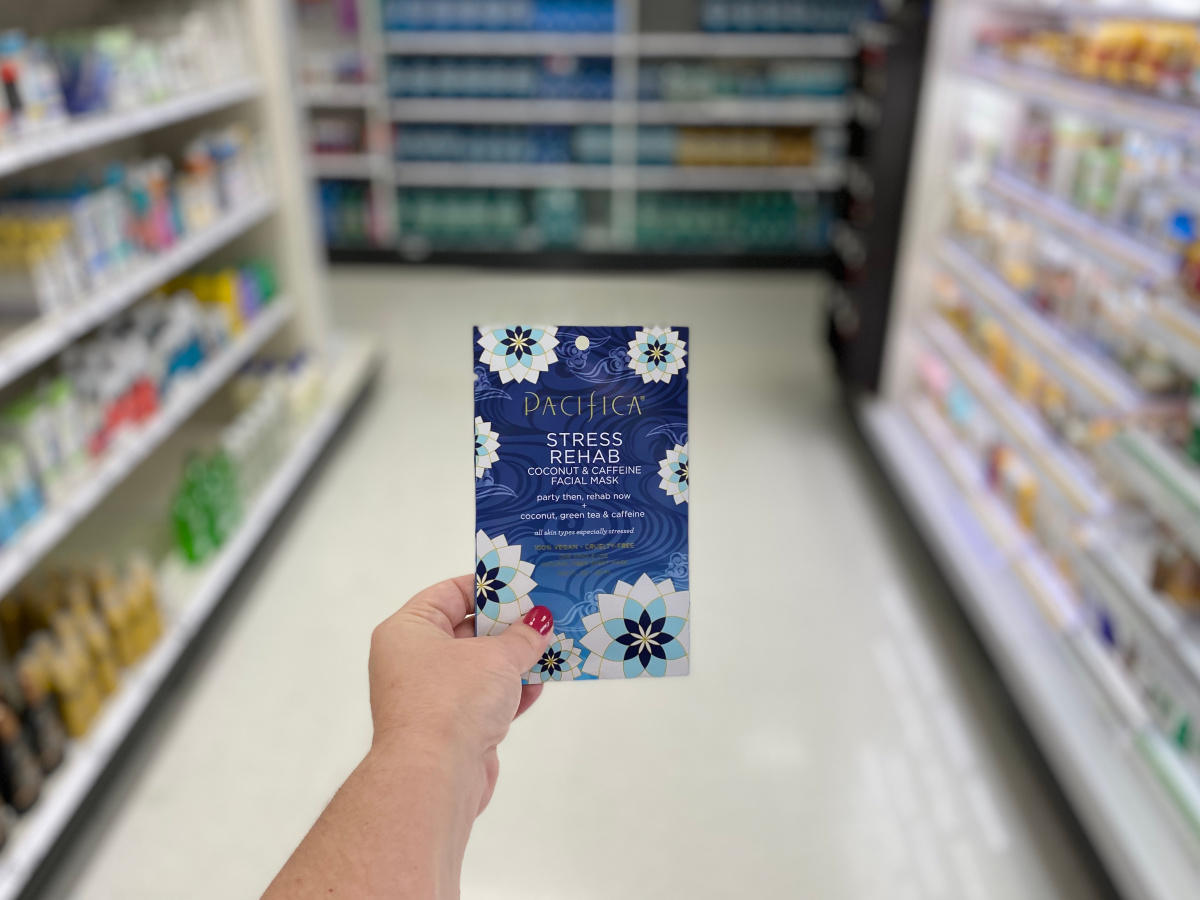 PACIFICA
STRESS
REHAB
COCONUT & CAFFEINE
FACIAL MASK
party then, rehab now
+
coconut, green tea & caffeine
all skin types especially stressed.
100% VEGAN • CRUELTY-FREE